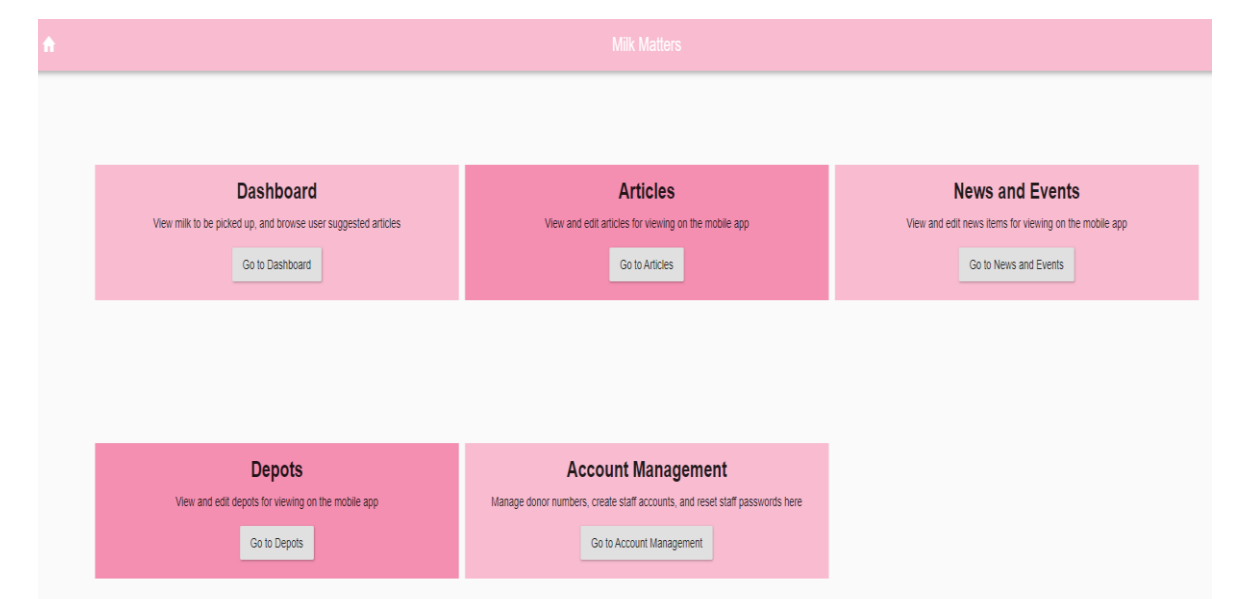 Milk Matters
Dashboard
View milk to be picked up, and browse user suggested articles
Go to Dashboard
Articles
View and edit articles for viewing on the mobile app
Go to Articles
News and Events
View and edit news items for viewing on the mobile app
Go to News and Events
Depots
View and edit depots for viewing on the mobile app
Go to Depots
Account Management
Manage donor numbers, create staff accounts, and reset staff passwords here
Go to Account Management